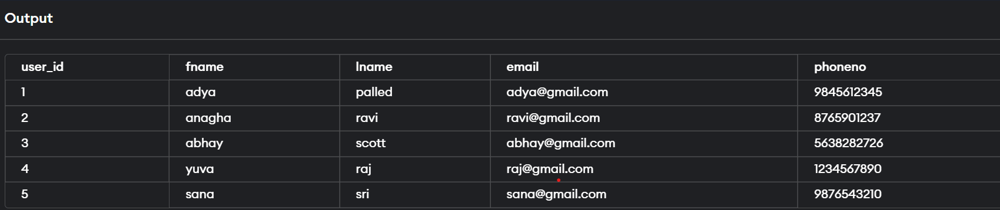 Output
user_id fname lname email phoneno
1 adya palled adya@gmail.com 9845612345
2 anagha ravi ravi@gmail.com 8765901237
3 abhay scott abhay@gmail.com 5638282726
4 yuva raj raj@gmail.com 1234567890
5 sana sri sana@gmail.com 9876543210